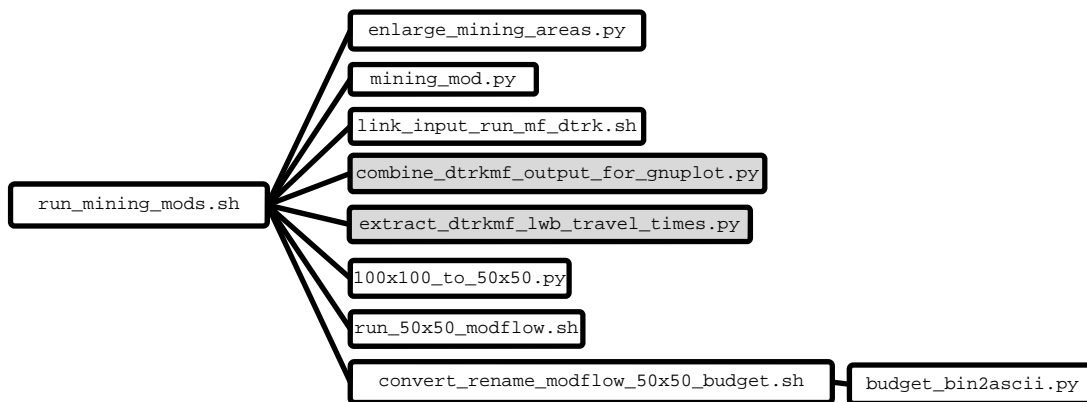 enlarge_mining_areas.py
mining_mod.py
link_input_run_mf_dtrk.sh
combine_dtrkmf_output_for_gnuplot.py
run_mining_mods.sh
extract_dtrkmf_lwb_travel_times.py
100x100_to_50x50.py
run_50x50_modflow.sh
convert_rename_modflow_50x50_budget.sh
budget_bin2ascii.py